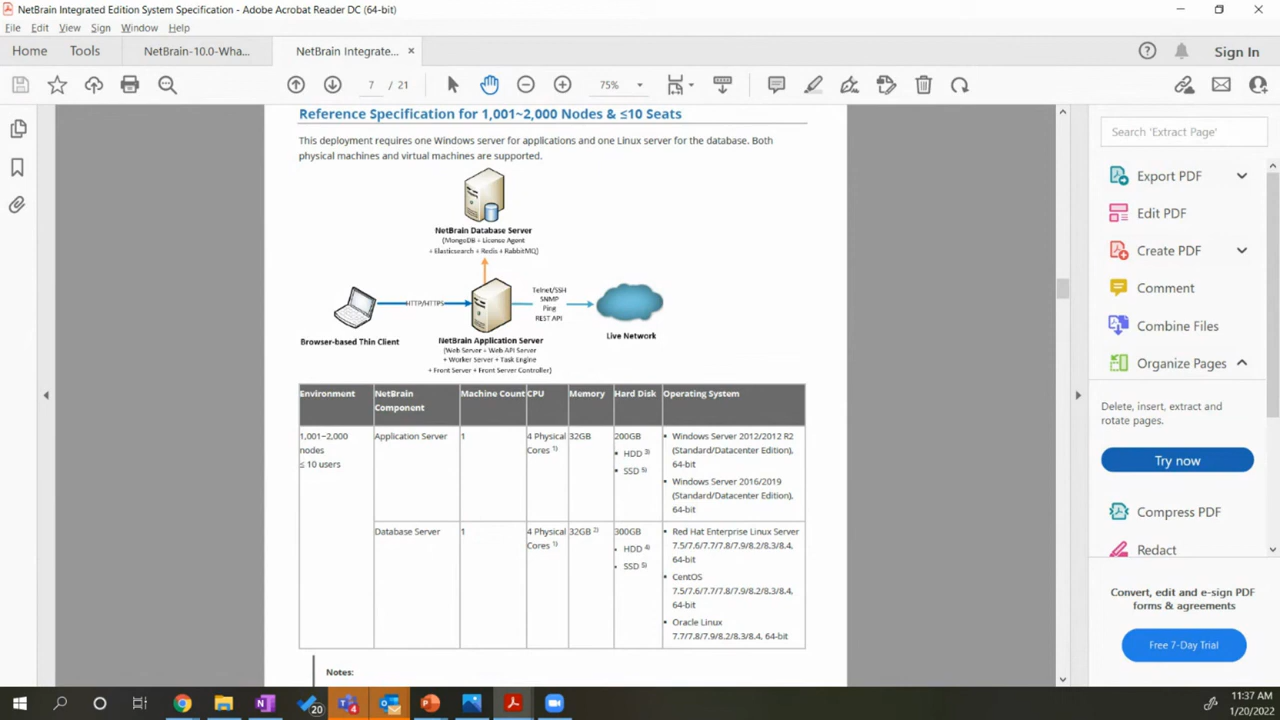 NetBrain Integrated Edition System Specification - Adobe Acrobat Reader DC (64-bit)
File Edit View Sign Window Help
Home Tools NetBrain-10.0-Wha... NetBrain Integrate... × Sign In
7 / 21 75%
Reference Specification for 1,001~2,000 Nodes & ≤10 Seats
This deployment requires one Windows server for applications and one Linux server for the database. Both
physical machines and virtual machines are supported.
NetBrain Database Server
(MongoDB + License Agent
+ Elasticsearch + Redis + RabbitMQ)
HTTP/HTTPS
Telnet/SSH
SNMP
Ping
REST API
Browser-based Thin Client
NetBrain Application Server
(Web Server + Web API Server
+ Worker Server + Task Engine
+ Front Server + Front Server Controller)
Live Network
Environment
NetBrain
Component
Machine Count
CPU
Memory
Hard Disk
Operating System
1,001~2,000
nodes
≤ 10 users
Application Server
1
4 Physical
Cores 1)
32GB
200GB
• HDD 3)
• SSD 5)
• Windows Server 2012/2012 R2
(Standard/Datacenter Edition),
64-bit
• Windows Server 2016/2019
(Standard/Datacenter Edition),
64-bit
Database Server
1
4 Physical
Cores 1)
32GB 2)
300GB
• HDD 4)
• SSD 5)
• Red Hat Enterprise Linux Server
7.5/7.6/7.7/7.8/7.9/8.2/8.3/8.4,
64-bit
• CentOS
7.5/7.6/7.7/7.8/7.9/8.2/8.3/8.4,
64-bit
• Oracle Linux
7.7/7.8/7.9/8.2/8.3/8.4, 64-bit
Notes:
Search 'Extract Page'
Export PDF
Edit PDF
Create PDF
Comment
Combine Files
Organize Pages
Delete, insert, extract and
rotate pages.
Try now
Compress PDF
Redact
Convert, edit and e-sign PDF
forms & agreements
Free 7-Day Trial
20
4
11:37 AM
1/20/2022